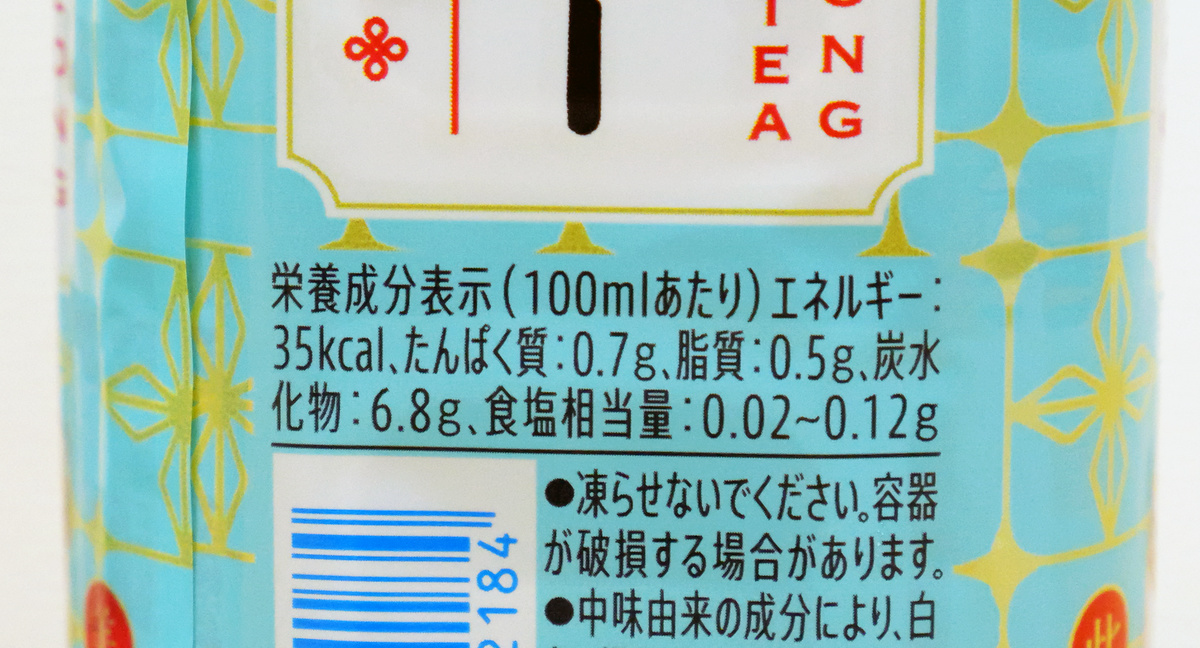 TEA
NG
栄養成分表示(100mlあたり)エネルギー:
35kcal、たんぱく質:0.7g、脂質:0.5g、炭水
化物:6.8g、食塩相当量:0.02~0.12g
●凍らせないでください。容器
が破損する場合があります。
●中味由来の成分により、白
2184